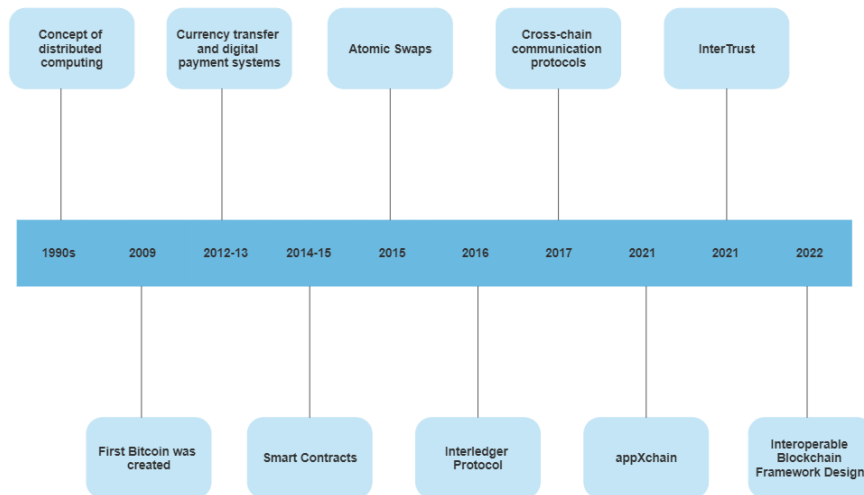 Concept of
distributed
computing
Currency transfer
and digital
payment systems
Atomic Swaps
Cross-chain
communication
protocols
InterTrust
1990s
2009
2012-13
2014-15
2015
2016
2017
2021
2021
2022
First Bitcoin was
created
Smart Contracts
Interledger
Protocol
appXchain
Interoperable
Blockchain
Framework Design